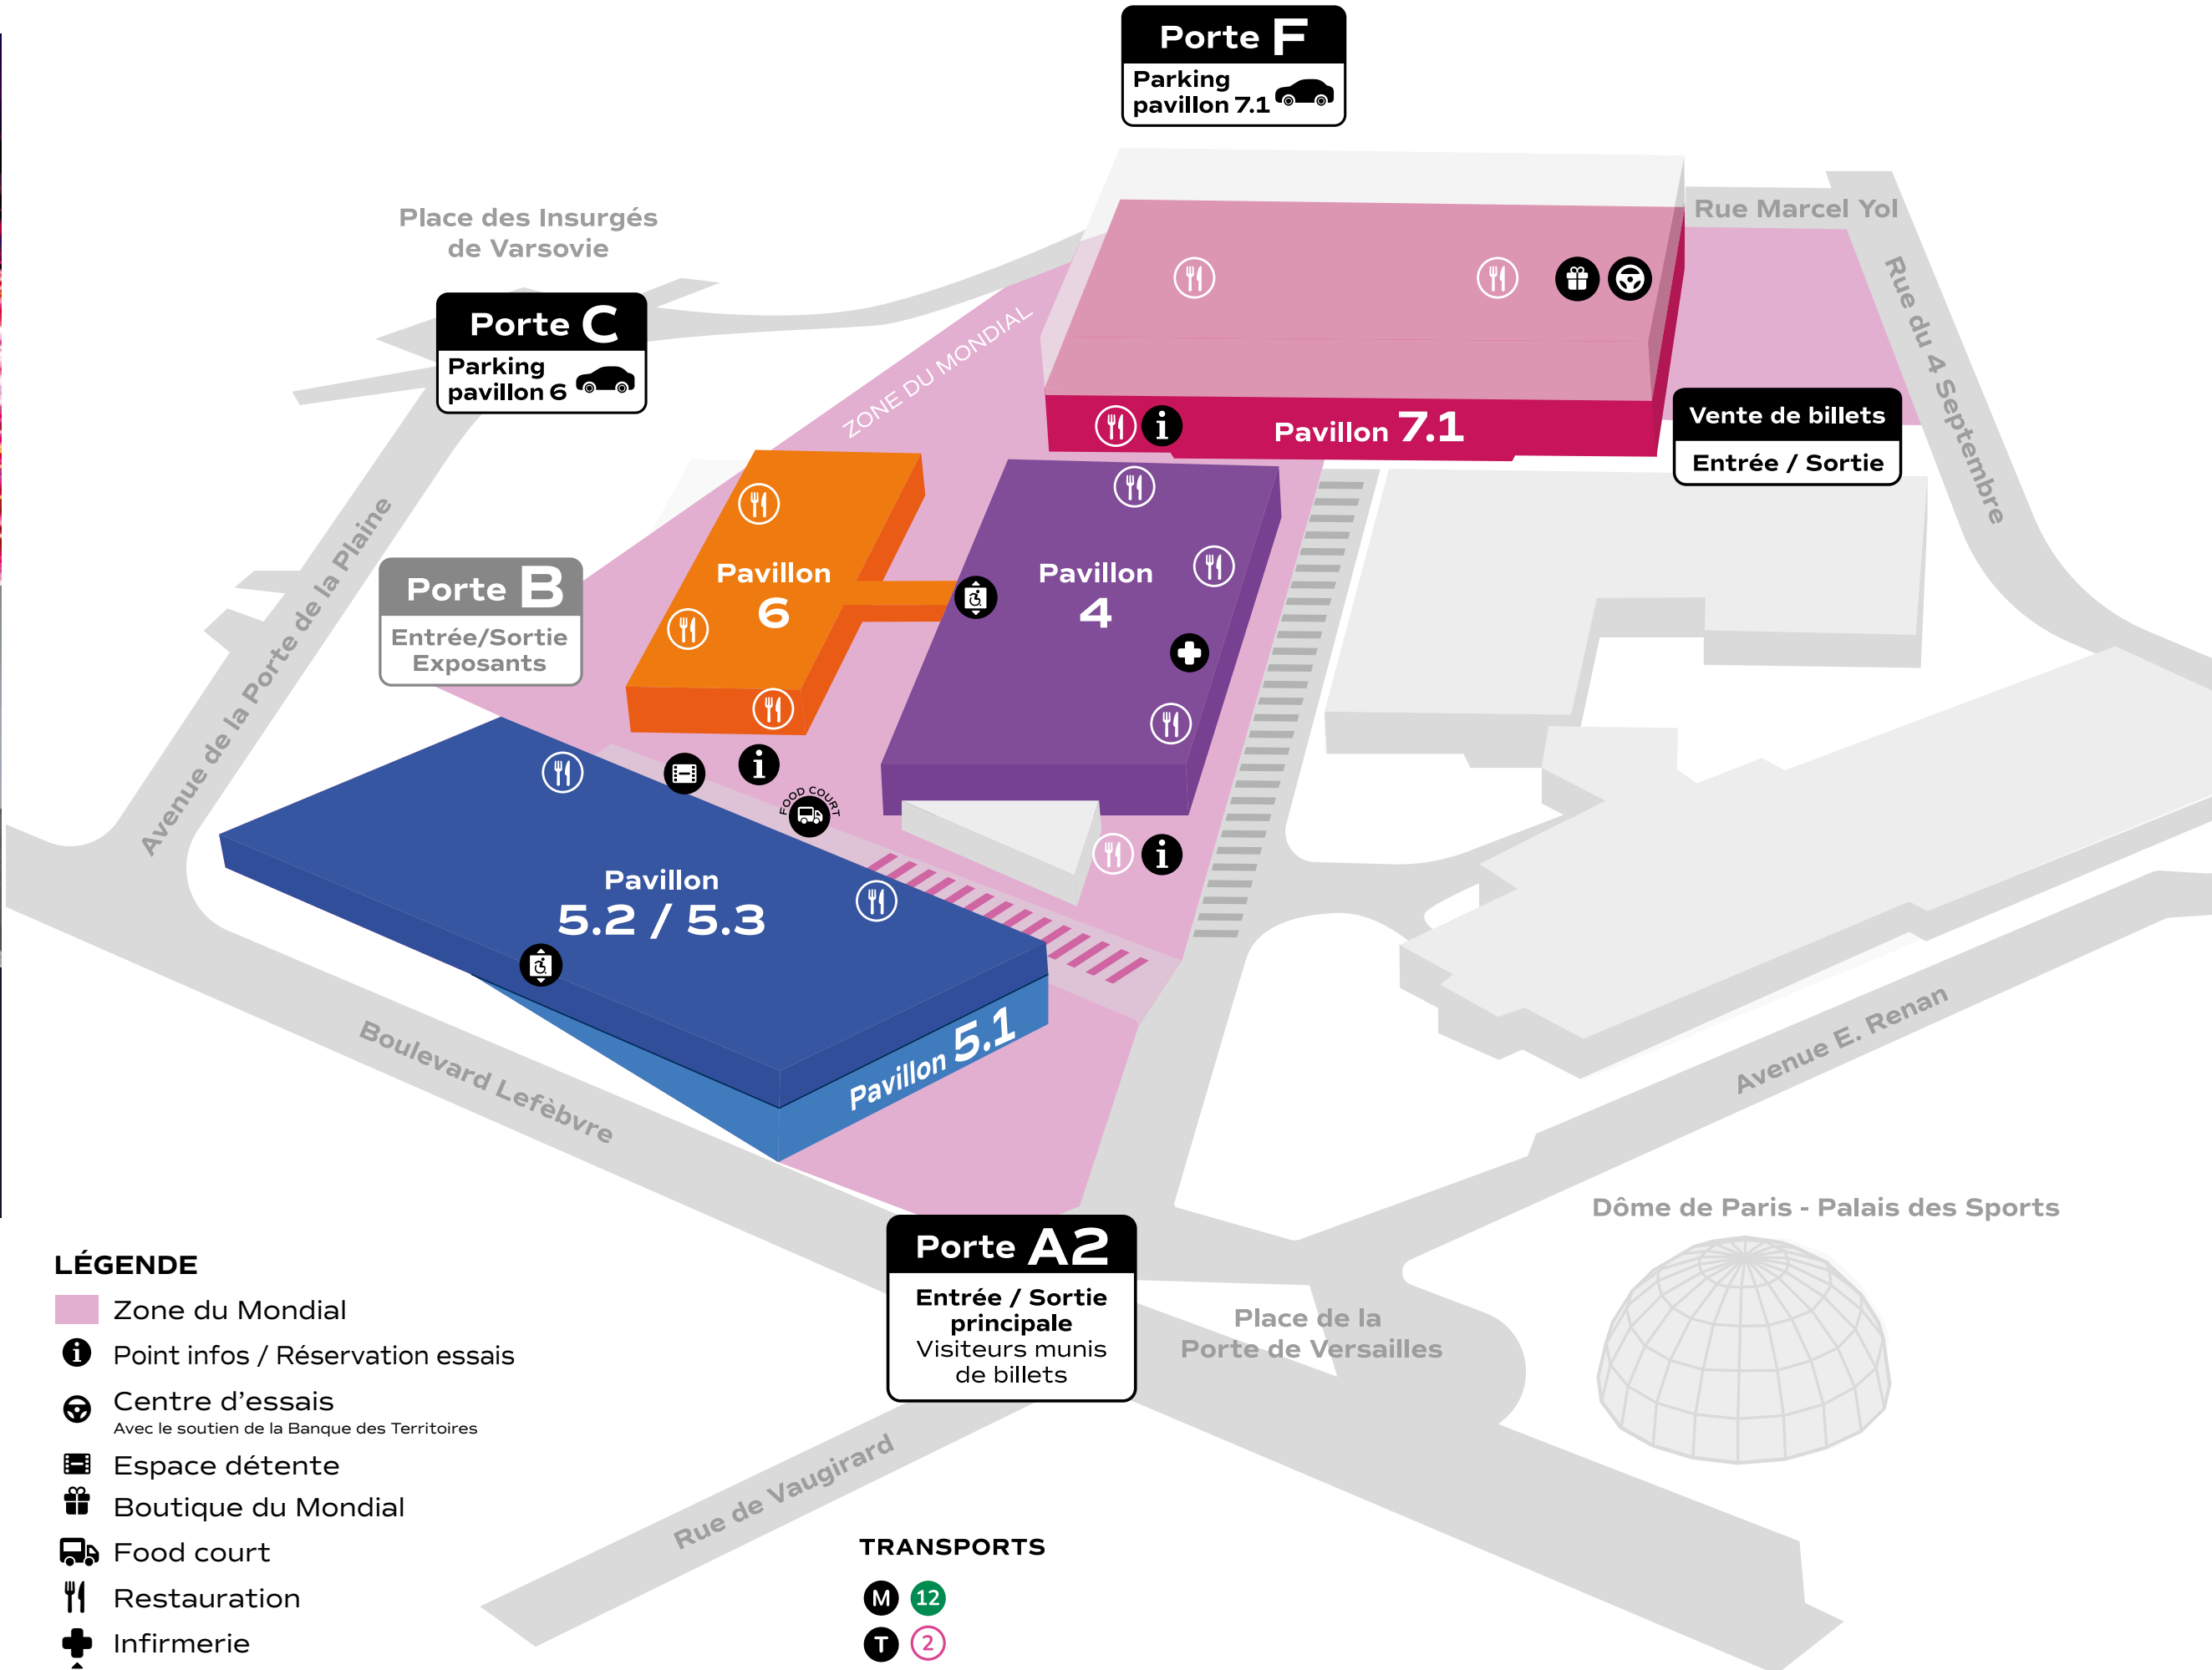 Porte F
Parking
pavillon 7.1
Place des Insurgés
de Varsovie
Rue Marcel Yol
Porte C
Parking
pavillon 6
ZONE DU MONDIAL
Rue du 4 Septembre
Vente de billets
Entrée / Sortie
Pavillon 7.1
Avenue de la Porte de la Plaine
Porte B
Entrée/Sortie
Exposants
Pavillon
6
Pavillon
4
FOOD COURT
Pavillon
5.2 / 5.3
Pavillon 5.1
Boulevard Lefèbvre
Avenue E. Renan
Dôme de Paris - Palais des Sports
Porte A2
Entrée / Sortie
principale
Visiteurs munis
de billets
Place de la
Porte de Versailles
Rue de Vaugirard
LÉGENDE
Zone du Mondial
Point infos / Réservation essais
Centre d'essais
Avec le soutien de la Banque des Territoires
Espace détente
Boutique du Mondial
Food court
Restauration
Infirmerie
TRANSPORTS
M 12
T 2